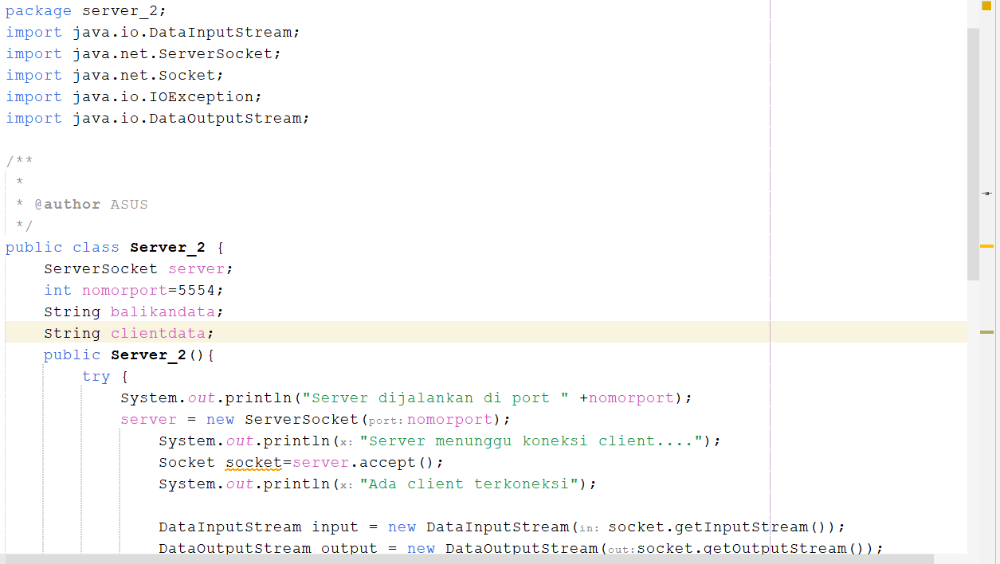 package server_2;
import java.io.DataInputStream;
import java.net.ServerSocket;
import java.net.Socket;
import java.io.IOException;
import java.io.DataOutputStream;
/**
 *
 * @author ASUS
 */
public class Server_2 {
    ServerSocket server;
    int nomorport=5554;
    String balikandata;
    String clientdata;
    public Server_2(){
        try {
            System.out.println("Server dijalankan di port " +nomorport);
            server = new ServerSocket(port: nomorport);
                System.out.println(x: "Server menunggu koneksi client....");
                Socket socket=server.accept();
                System.out.println(x: "Ada client terkoneksi");
                DataInputStream input = new DataInputStream(in: socket.getInputStream());
                DataOutputStream output = new DataOutputStream(out: socket.getOutputStream());